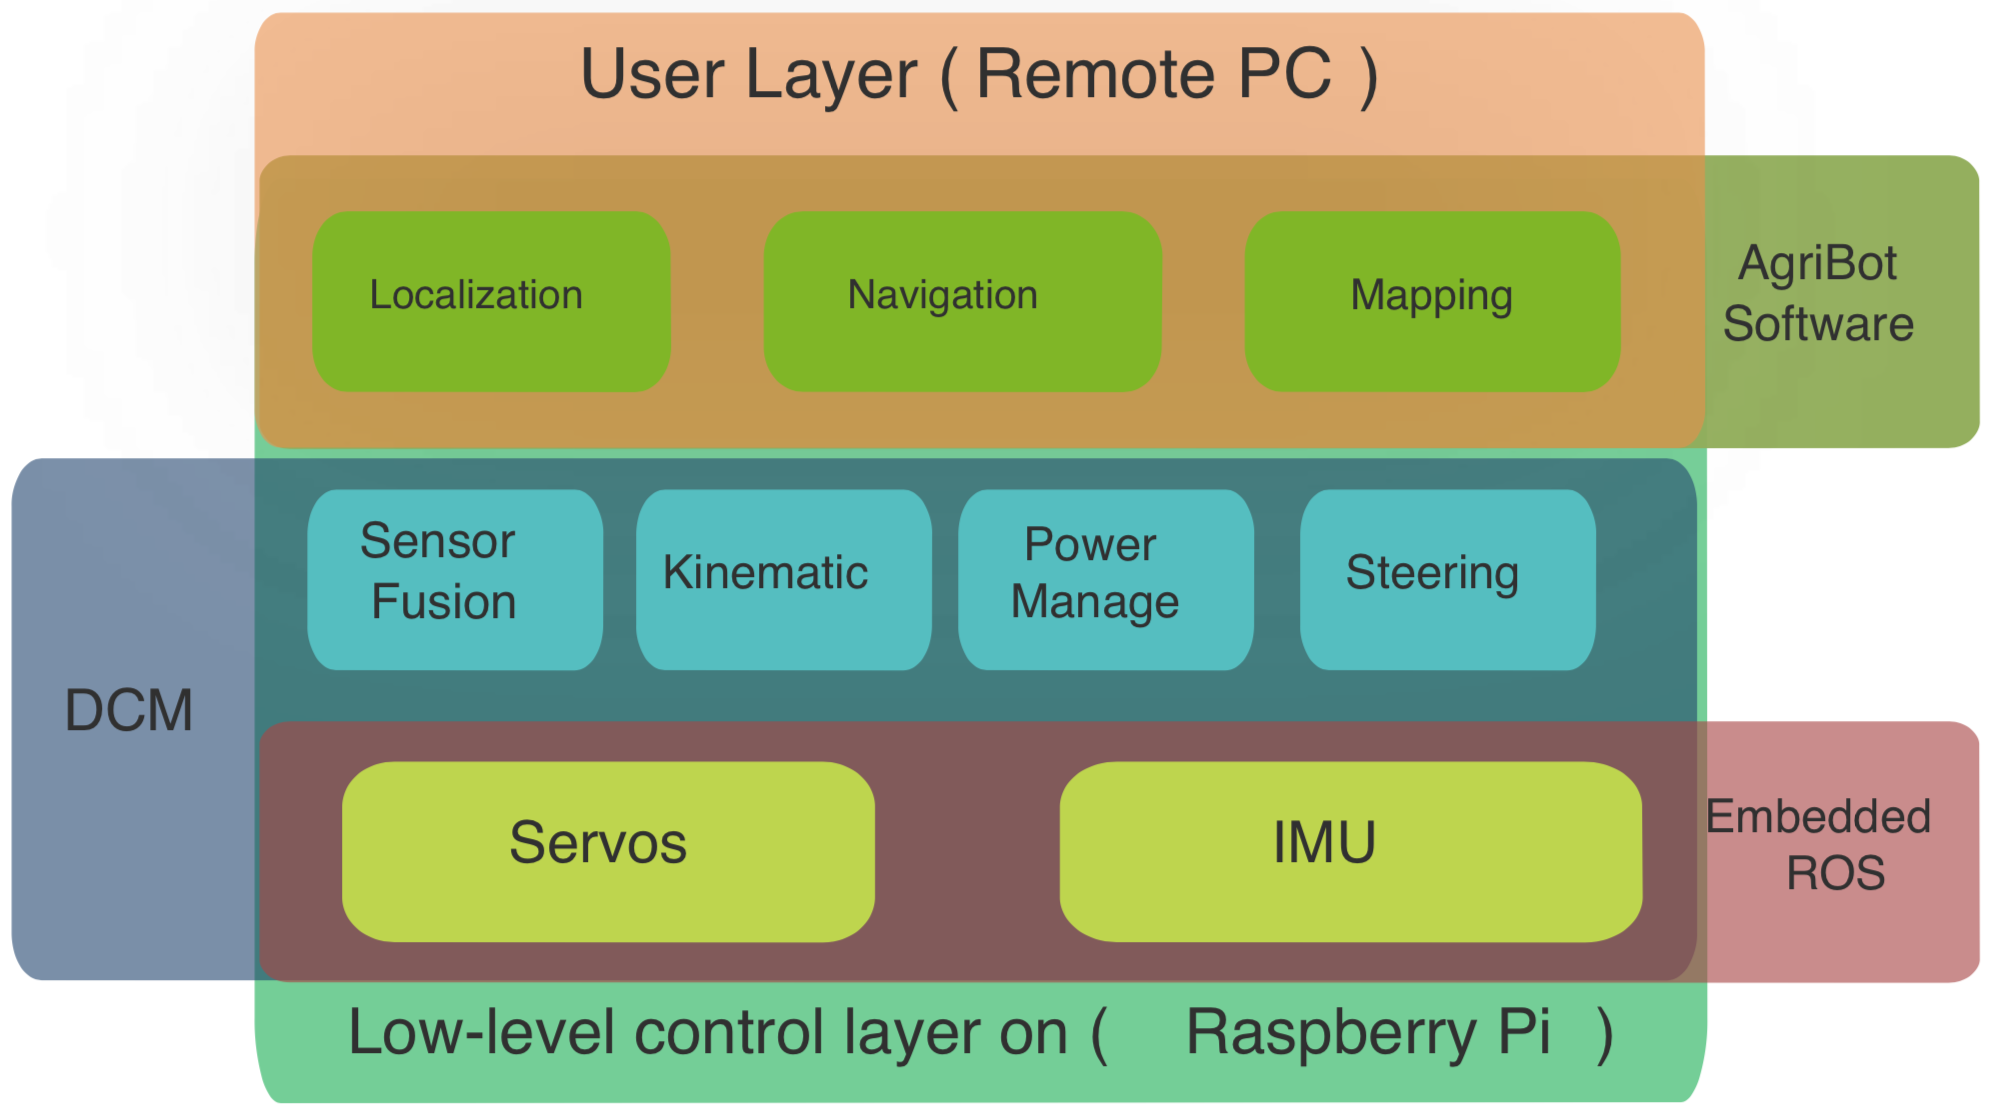 User Layer ( Remote PC )
Localization
Navigation
Mapping
AgriBot
Software
Sensor
Fusion
Kinematic
Power
Manage
Steering
DCM
Servos
IMU
Embedded
ROS
Low-level control layer on ( Raspberry Pi )